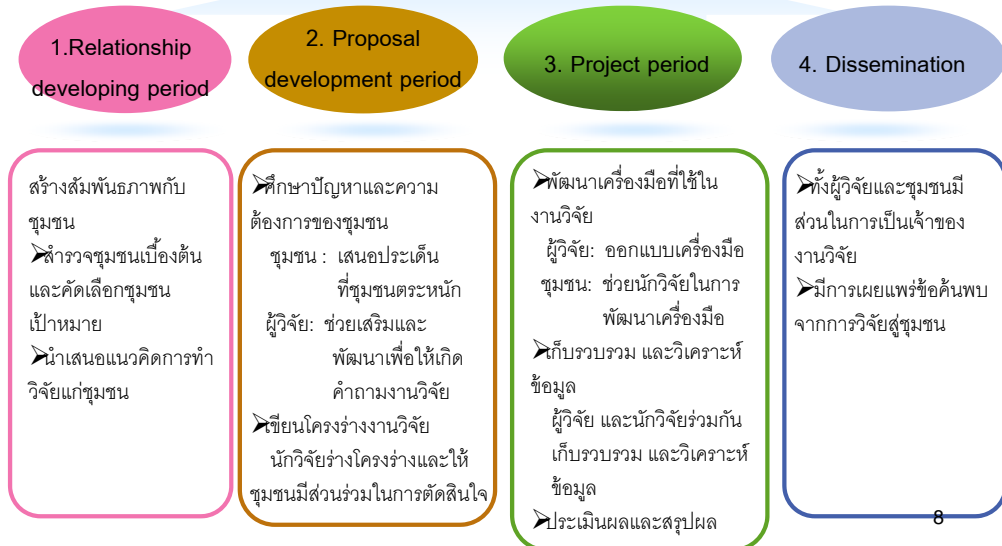 1.Relationship
developing period
2. Proposal
development period
3. Project period
4. Dissemination
สร้างสัมพันธภาพกับ
ชุมชน
➢สำรวจชุมชนเบื้องต้น
และคัดเลือกชุมชน
เป้าหมาย
➢นำเสนอแนวคิดการทำ
วิจัยแก่ชุมชน
➢ศึกษาปัญหาและความ
ต้องการของชุมชน
ชุมชน : เสนอประเด็น
ที่ชุมชนตระหนัก
ผู้วิจัย: ช่วยเสริมและ
พัฒนาเพื่อให้เกิด
คำถามงานวิจัย
➢เขียนโครงร่างงานวิจัย
นักวิจัยร่างโครงร่างและให้
ชุมชนมีส่วนร่วมในการตัดสินใจ
➢พัฒนาเครื่องมือที่ใช้ใน
งานวิจัย
ผู้วิจัย: ออกแบบเครื่องมือ
ชุมชน: ช่วยนักวิจัยในการ
พัฒนาเครื่องมือ
➢เก็บรวบรวม และวิเคราะห์
ข้อมูล
ผู้วิจัย และนักวิจัยร่วมกัน
เก็บรวบรวม และวิเคราะห์
ข้อมูล
➢ประเมินผลและสรุปผล
➢ทั้งผู้วิจัยและชุมชนมี
ส่วนในการเป็นเจ้าของ
งานวิจัย
➢มีการเผยแพร่ข้อค้นพบ
จากการวิจัยสู่ชุมชน
8